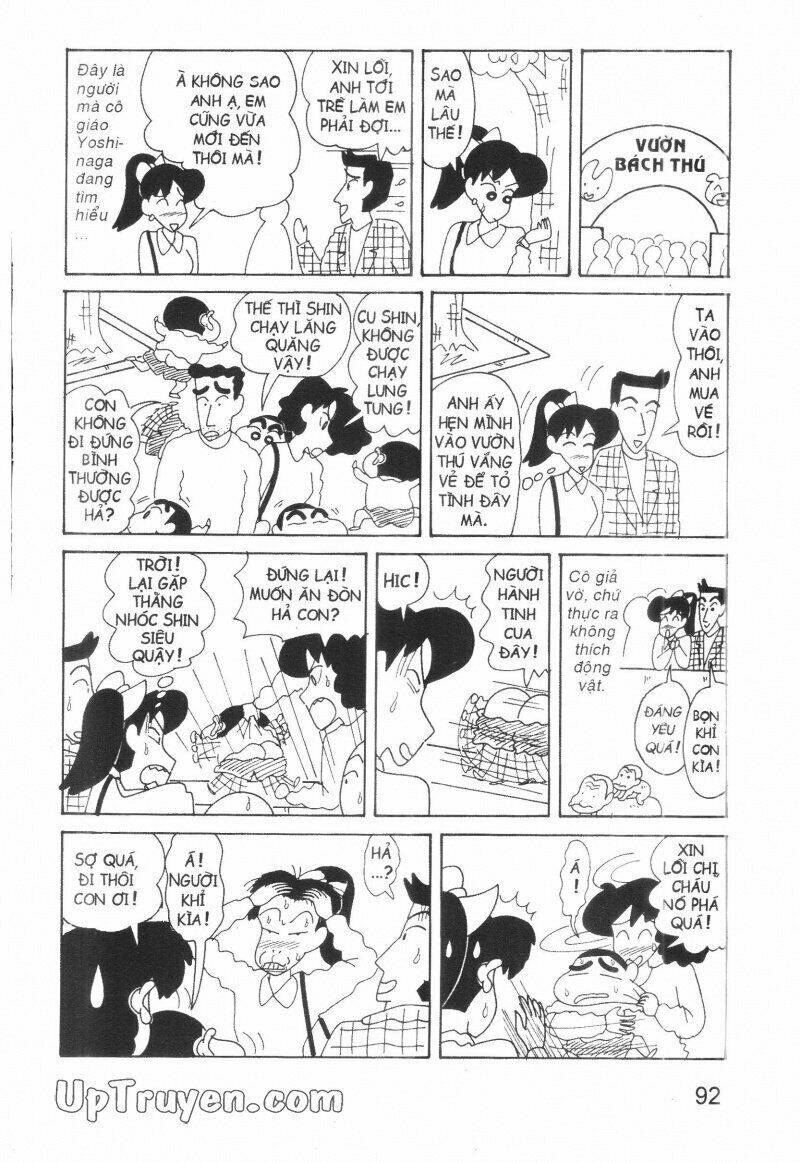 VƯỜN
BÁCH THÚ
SAO
MÀ
LÂU
THẾ!
XIN LỖI,
ANH TỚI
TRỄ LÀM EM
PHẢI ĐỢI...
À KHÔNG SAO
ANH Ạ, EM
CŨNG VỪA
MỚI ĐẾN
THÔI MÀ!
Đây là
người
mà cô
giáo
Yoshi-
naga
đang
tìm
hiểu
...
TA
VÀO
THÔI,
ANH
MUA
VÉ
RỒI!
ANH ẤY
HẸN MÌNH
VÀO VƯỜN
THÚ VẮNG
VẺ ĐỂ TỎ
TÌNH ĐÂY
MÀ.
CU SHIN,
KHÔNG
ĐƯỢC
CHẠY
LUNG
TUNG!
THẾ THÌ SHIN
CHẠY LĂNG
QUĂNG
VẬY!
CON
KHÔNG
ĐI ĐỨNG
BÌNH
THƯỜNG
ĐƯỢC
HẢ?
BỌN
KHỈ CON
KÌA!
ĐÁNG
YÊU
QUÁ!
Cô giả
vờ, chứ
thực ra
không
thích
động
vật.
NGƯỜI
HÀNH
TINH
CUA
ĐÂY!
HIC!
ĐỨNG LẠI!
MUỐN ĂN ĐÒN
HẢ CON?
TRỜI!
LẠI GẶP
THẰNG
NHÓC SHIN
SIÊU
QUẬY!
XIN
LỖI CHỊ,
CHÁU
NÓ PHÁ
QUÁ!
Á!
HẢ
...?
Á!
NGƯỜI
KHỈ
KÌA!
SỢ QUÁ,
ĐI THÔI
CON ƠI!
UpTruyen.com
92